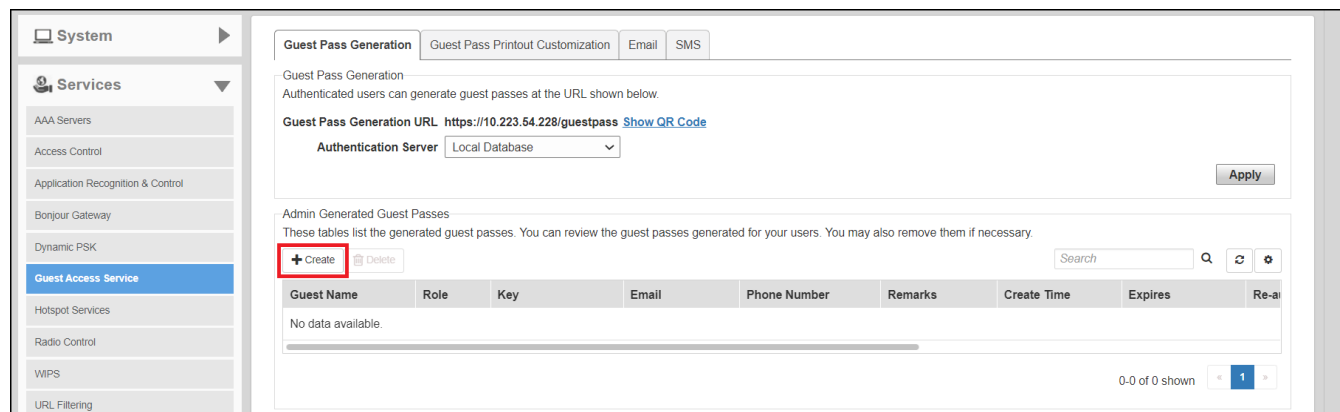 System
Services
AAA Servers
Access Control
Application Recognition & Control
Bonjour Gateway
Dynamic PSK
Guest Access Service
Hotspot Services
Radio Control
WIPS
URL Filtering
Guest Pass Generation Guest Pass Printout Customization Email SMS
Guest Pass Generation
Authenticated users can generate guest passes at the URL shown below.
Guest Pass Generation URL https://10.223.54.228/guestpass Show QR Code
Authentication Server Local Database
Apply
Admin Generated Guest Passes
These tables list the generated guest passes. You can review the guest passes generated for your users. You may also remove them if necessary.
+ Create Delete Search
Guest Name Role Key Email Phone Number Remarks Create Time Expires Re-au
No data available.
0-0 of 0 shown « 1 »